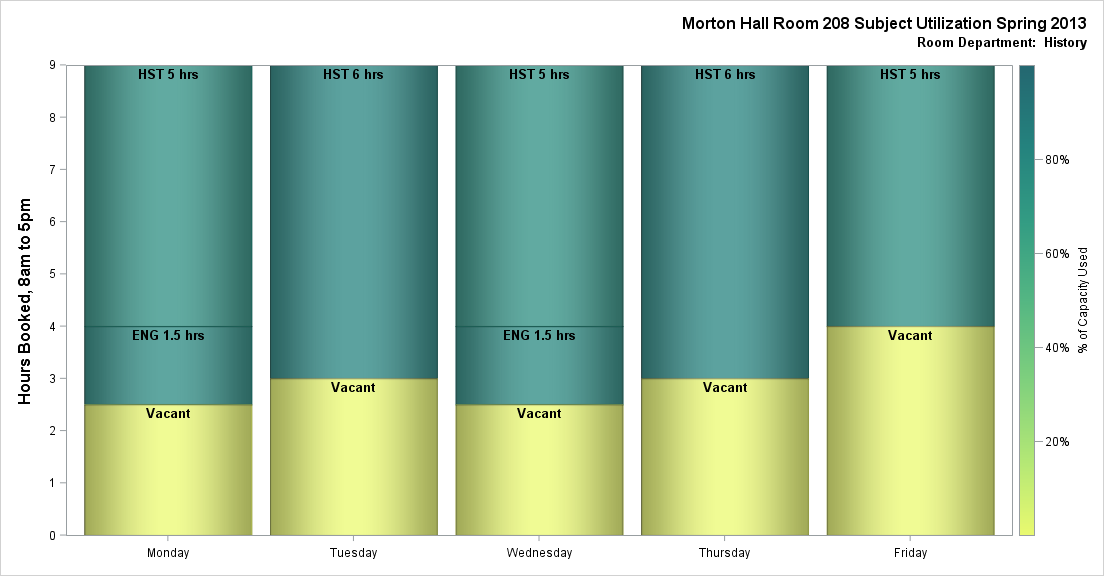 Morton Hall Room 208 Subject Utilization Spring 2013
Room Department: History
Hours Booked, 8am to 5pm
9
8
7
6
5
4
3
2
1
0
HST 5 hrs
ENG 1.5 hrs
Vacant
HST 6 hrs
Vacant
HST 5 hrs
ENG 1.5 hrs
Vacant
HST 6 hrs
Vacant
HST 5 hrs
Vacant
Monday
Tuesday
Wednesday
Thursday
Friday
80%
60%
40%
20%
% of Capacity Used